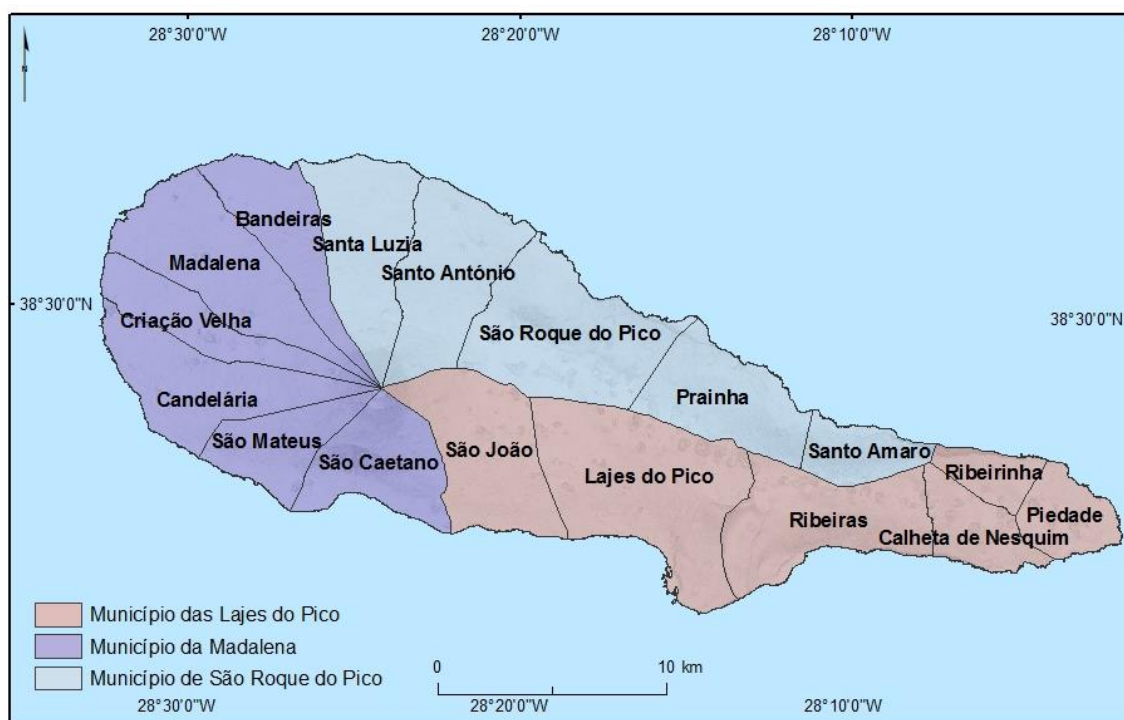 28°30'0"W
28°20'0"W
28°10'0"W
N
Bandeiras
Santa Luzia
Madalena
Santo António
38°30'0"N
38°30'0"N
Criação Velha
São Roque do Pico
Candelária
Prainha
São Mateus
São João
Santo Amaro
São Caetano
Lajes do Pico
Ribeirinha
Ribeiras
Piedade
Calheta de Nesquim
Município das Lajes do Pico
Município da Madalena
Município de São Roque do Pico
0 10 km
28°30'0"W
28°20'0"W
28°10'0"W